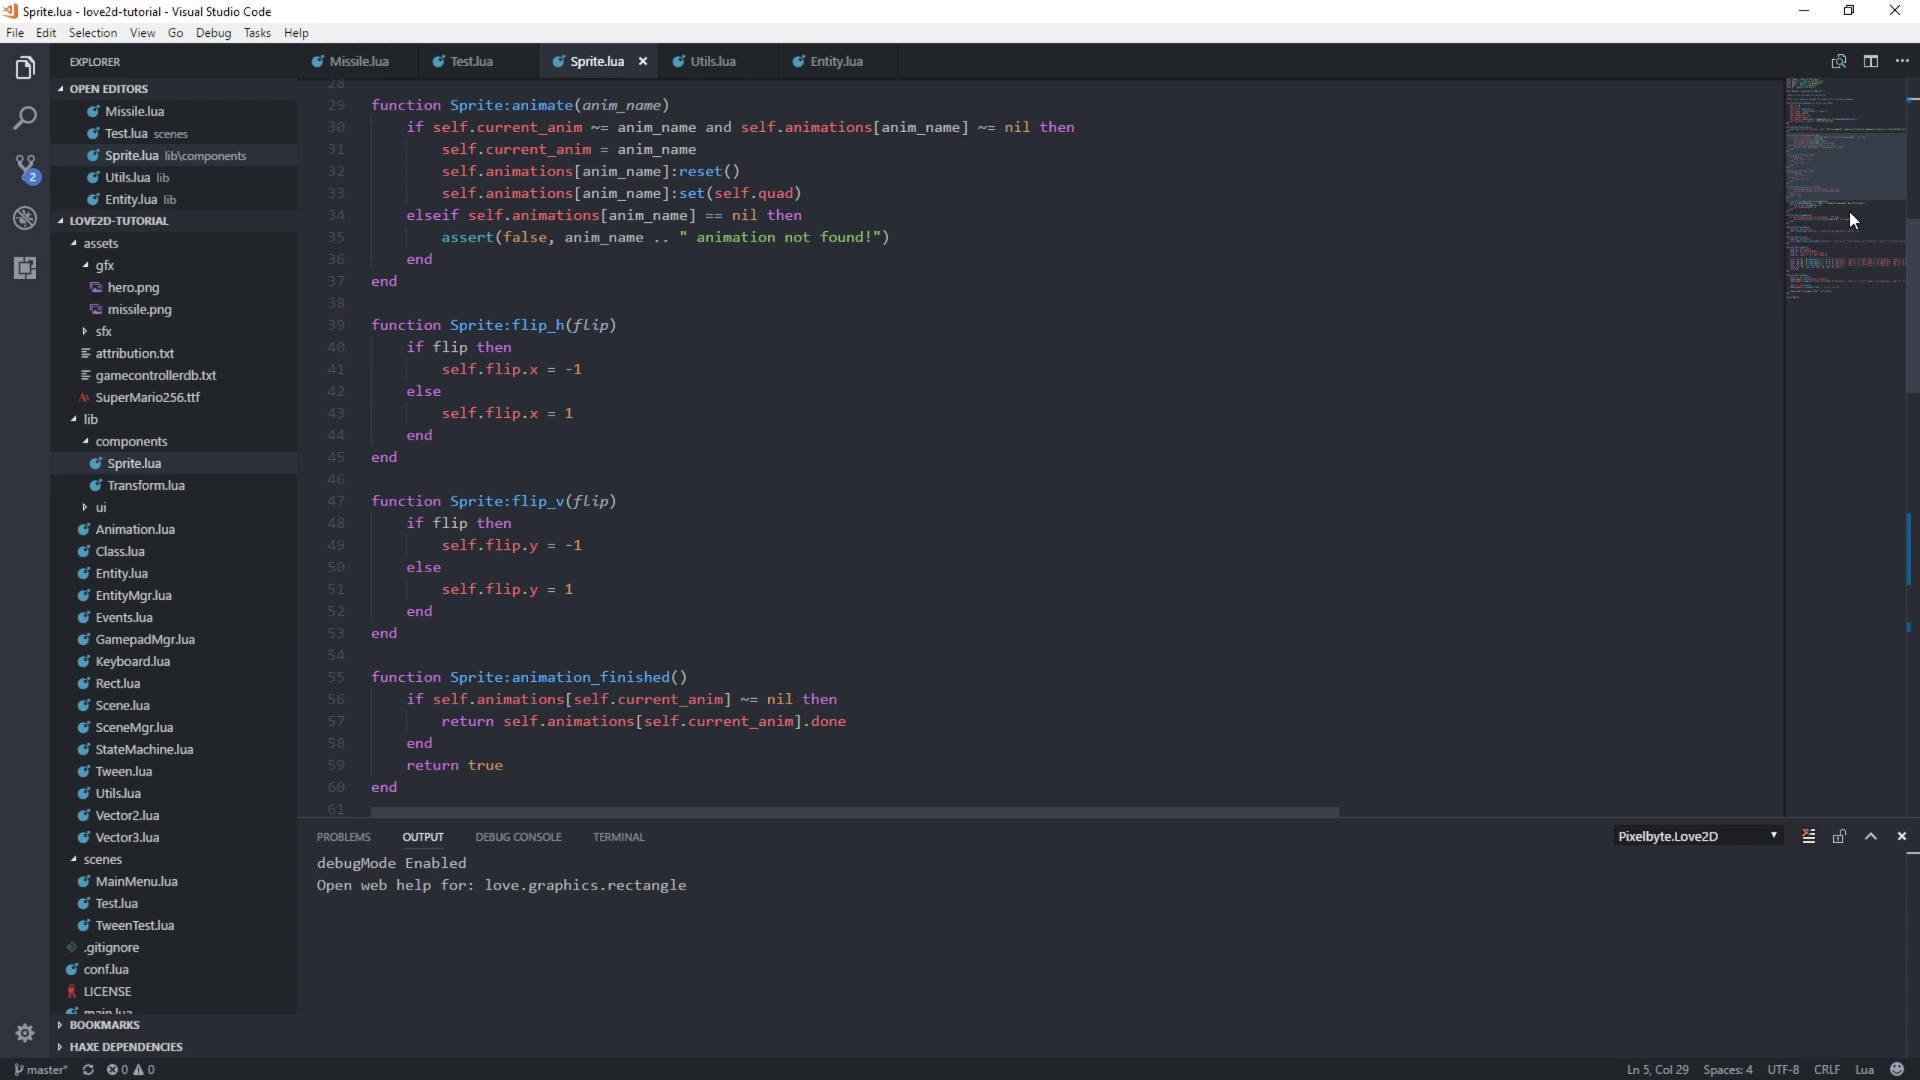 Sprite.lua - love2d-tutorial - Visual Studio Code
File Edit Selection View Go Debug Tasks Help
EXPLORER
OPEN EDITORS
Missile.lua
Test.lua scenes
Sprite.lua lib\components
Utils.lua lib
Entity.lua lib
LOVE2D-TUTORIAL
assets
gfx
hero.png
missile.png
sfx
attribution.txt
gamecontrollerdb.txt
SuperMario256.ttf
lib
components
Sprite.lua
Transform.lua
ui
Animation.lua
Class.lua
Entity.lua
EntityMgr.lua
Events.lua
GamepadMgr.lua
Keyboard.lua
Rect.lua
Scene.lua
SceneMgr.lua
StateMachine.lua
Tween.lua
Utils.lua
Vector2.lua
Vector3.lua
scenes
MainMenu.lua
Test.lua
TweenTest.lua
.gitignore
conf.lua
LICENSE
main.lua
BOOKMARKS
HAXE DEPENDENCIES
Missile.lua Test.lua Sprite.lua Utils.lua Entity.lua
28
29 function Sprite:animate(anim_name)
30 if self.current_anim ~= anim_name and self.animations[anim_name] ~= nil then
31 self.current_anim = anim_name
32 self.animations[anim_name]:reset()
33 self.animations[anim_name]:set(self.quad)
34 elseif self.animations[anim_name] == nil then
35 assert(false, anim_name .. " animation not found!")
36 end
37 end
38
39 function Sprite:flip_h(flip)
40 if flip then
41 self.flip.x = -1
42 else
43 self.flip.x = 1
44 end
45 end
46
47 function Sprite:flip_v(flip)
48 if flip then
49 self.flip.y = -1
50 else
51 self.flip.y = 1
52 end
53 end
54
55 function Sprite:animation_finished()
56 if self.animations[self.current_anim] ~= nil then
57 return self.animations[self.current_anim].done
58 end
59 return true
60 end
61
PROBLEMS OUTPUT DEBUG CONSOLE TERMINAL Pixelbyte.Love2D
debugMode Enabled
Open web help for: love.graphics.rectangle
2
master* 0 0 Ln 5, Col 29 Spaces: 4 UTF-8 CRLF Lua